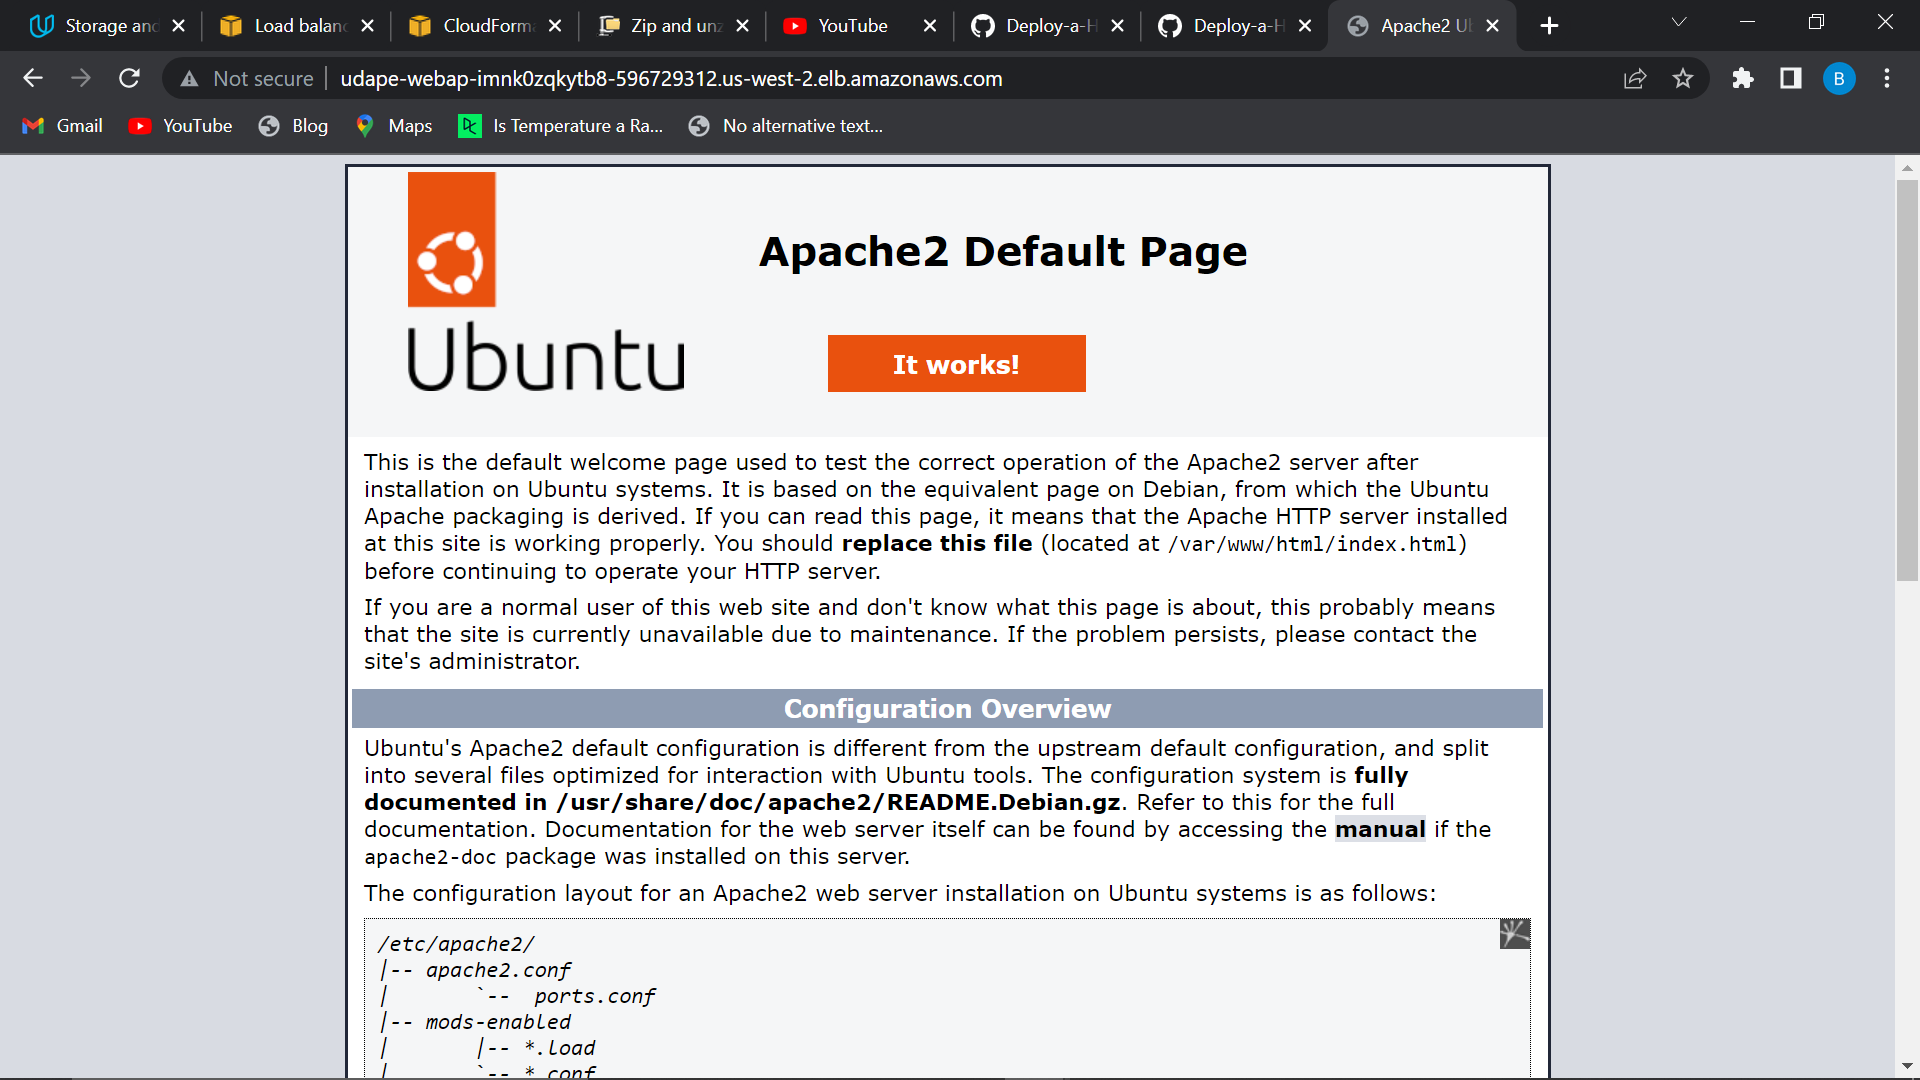 Storage and
Load balanc
CloudForma
Zip and unz
YouTube
Deploy-a-H
Deploy-a-H
Apache2 Ub
Not secure
udape-webap-imnk0zqkytb8-596729312.us-west-2.elb.amazonaws.com
B
Gmail
YouTube
Blog
Maps
Is Temperature a Ra...
No alternative text...
Ubuntu
Apache2 Default Page
It works!
This is the default welcome page used to test the correct operation of the Apache2 server after
installation on Ubuntu systems. It is based on the equivalent page on Debian, from which the Ubuntu
Apache packaging is derived. If you can read this page, it means that the Apache HTTP server installed
at this site is working properly. You should replace this file (located at /var/www/html/index.html)
before continuing to operate your HTTP server.
If you are a normal user of this web site and don't know what this page is about, this probably means
that the site is currently unavailable due to maintenance. If the problem persists, please contact the
site's administrator.
Configuration Overview
Ubuntu's Apache2 default configuration is different from the upstream default configuration, and split
into several files optimized for interaction with Ubuntu tools. The configuration system is fully
documented in /usr/share/doc/apache2/README.Debian.gz. Refer to this for the full
documentation. Documentation for the web server itself can be found by accessing the manual if the
apache2-doc package was installed on this server.
The configuration layout for an Apache2 web server installation on Ubuntu systems is as follows:
/etc/apache2/
|-- apache2.conf
|       `--  ports.conf
|-- mods-enabled
|       |-- *.load
|       `-- *.conf